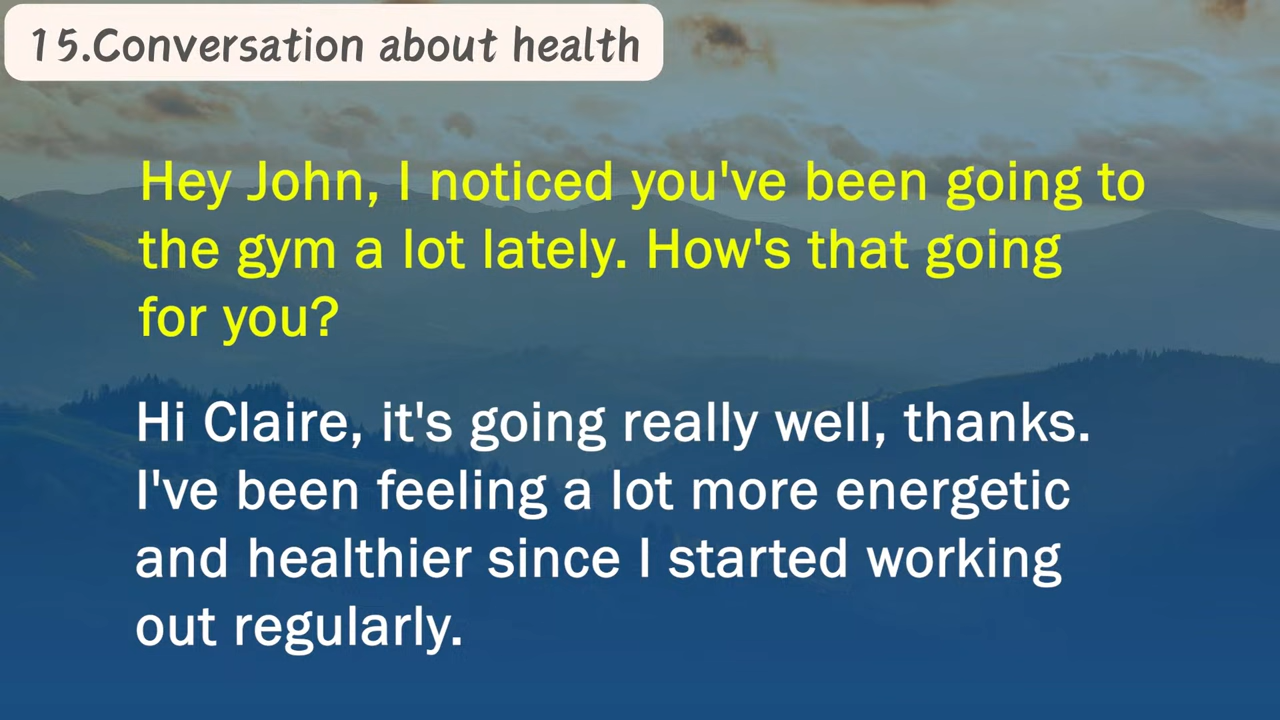 15.Conversation about health
Hey John, I noticed you've been going to
the gym a lot lately. How's that going
for you?
Hi Claire, it's going really well, thanks.
I've been feeling a lot more energetic
and healthier since I started working
out regularly.